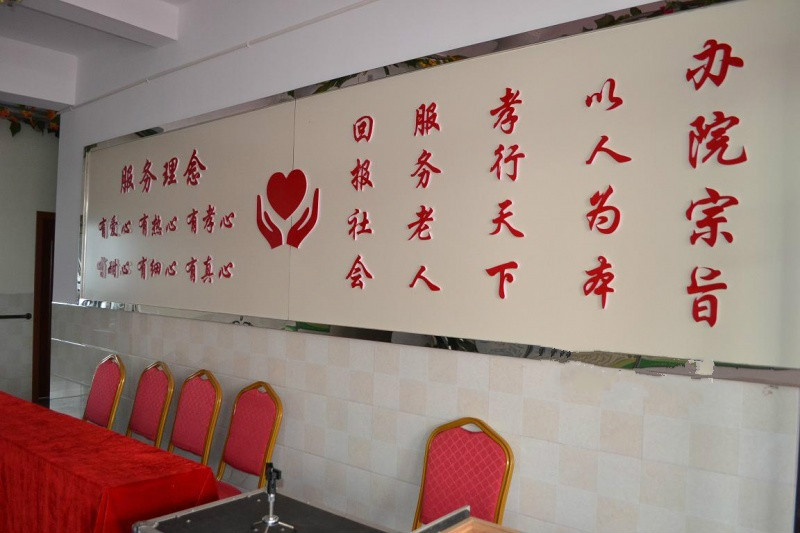 办院宗旨
以人为本
孝行天下
服务老人
回报社会
服务理念
有爱心 有热心 有孝心
有耐心 有细心 有真心